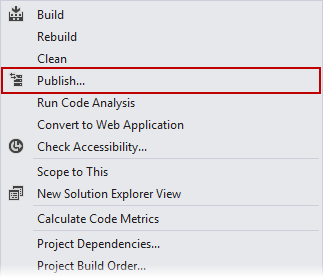 Build
Rebuild
Clean
Publish...
Run Code Analysis
Convert to Web Application
Check Accessibility...
Scope to This
New Solution Explorer View
Calculate Code Metrics
Project Dependencies...
Project Build Order...